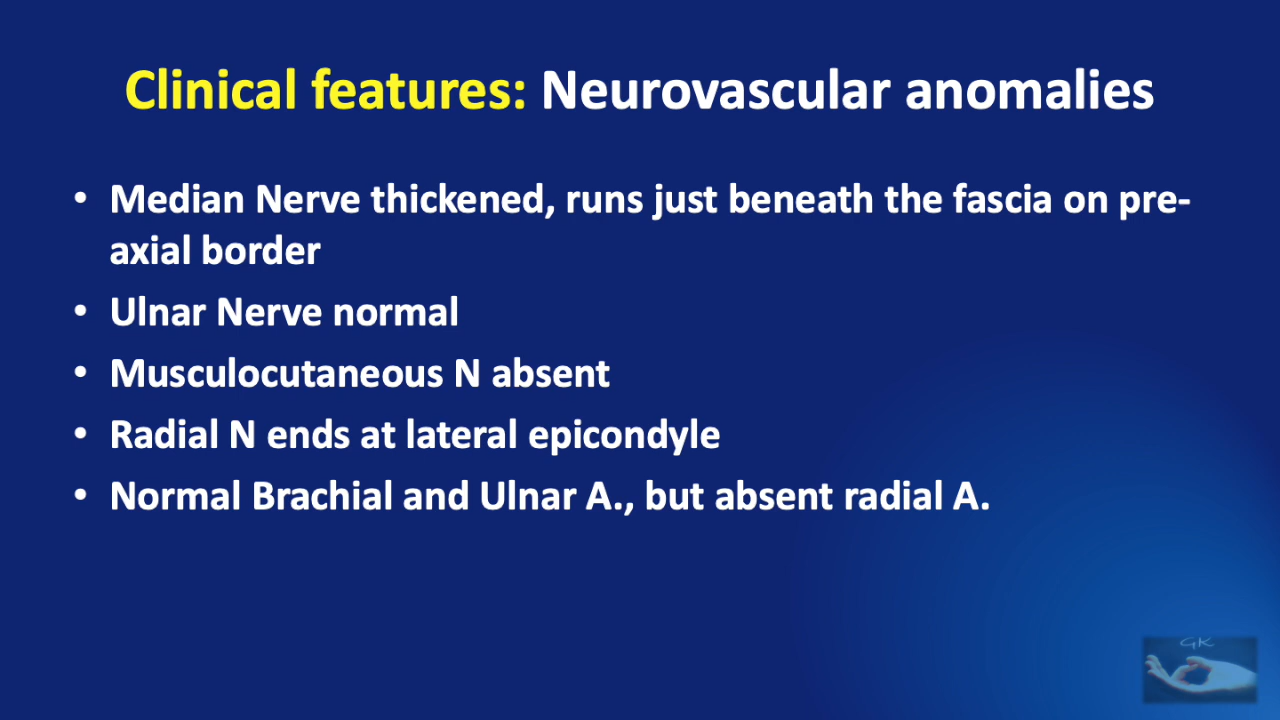 Clinical features: Neurovascular anomalies
• Median Nerve thickened, runs just beneath the fascia on pre-
axial border
• Ulnar Nerve normal
• Musculocutaneous N absent
• Radial N ends at lateral epicondyle
• Normal Brachial and Ulnar A., but absent radial A.
GK